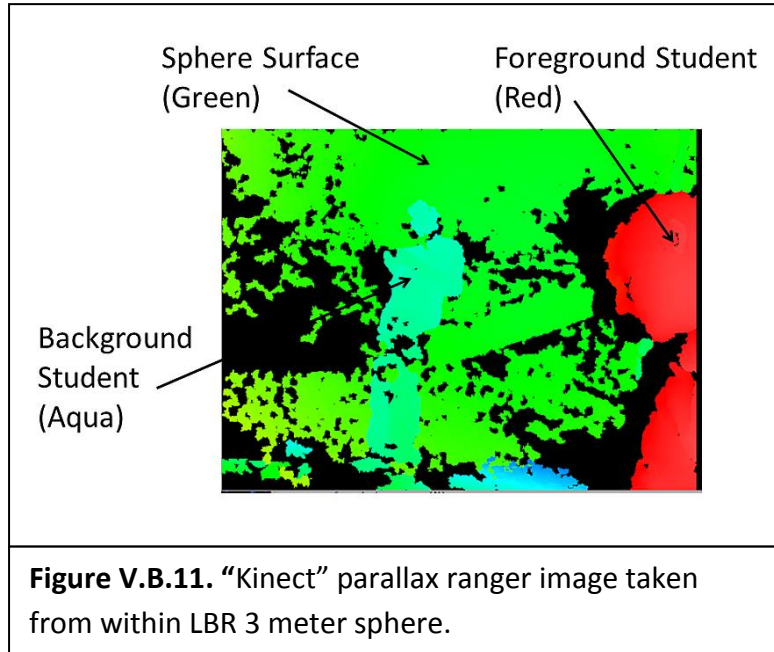 Sphere Surface
(Green)
Foreground Student
(Red)
Background
Student
(Aqua)
Figure V.B.11. “Kinect” parallax ranger image taken
from within LBR 3 meter sphere.